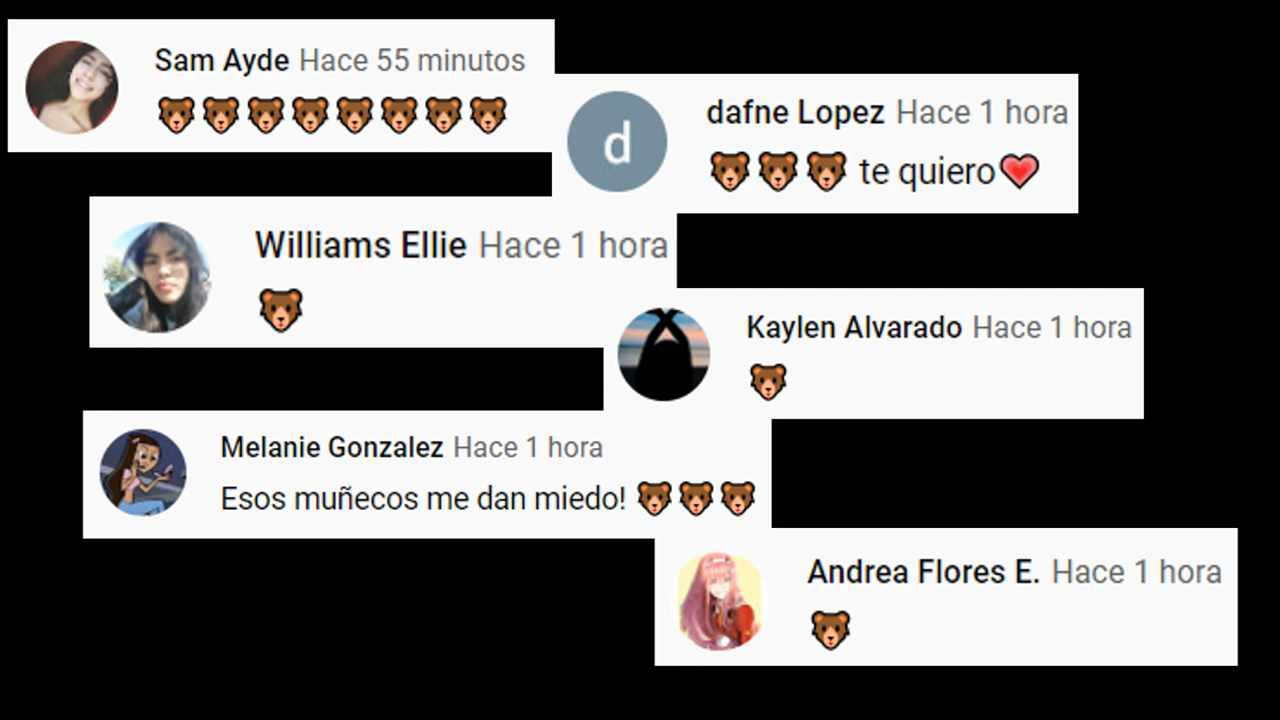 Sam Ayde Hace 55 minutos
🐻🐻🐻🐻🐻🐻🐻🐻
d
dafne Lopez Hace 1 hora
🐻🐻🐻 te quiero❤️
Williams Ellie Hace 1 hora
🐻
Kaylen Alvarado Hace 1 hora
🐻
Melanie Gonzalez Hace 1 hora
Esos muñecos me dan miedo! 🐻🐻🐻
Andrea Flores E. Hace 1 hora
🐻